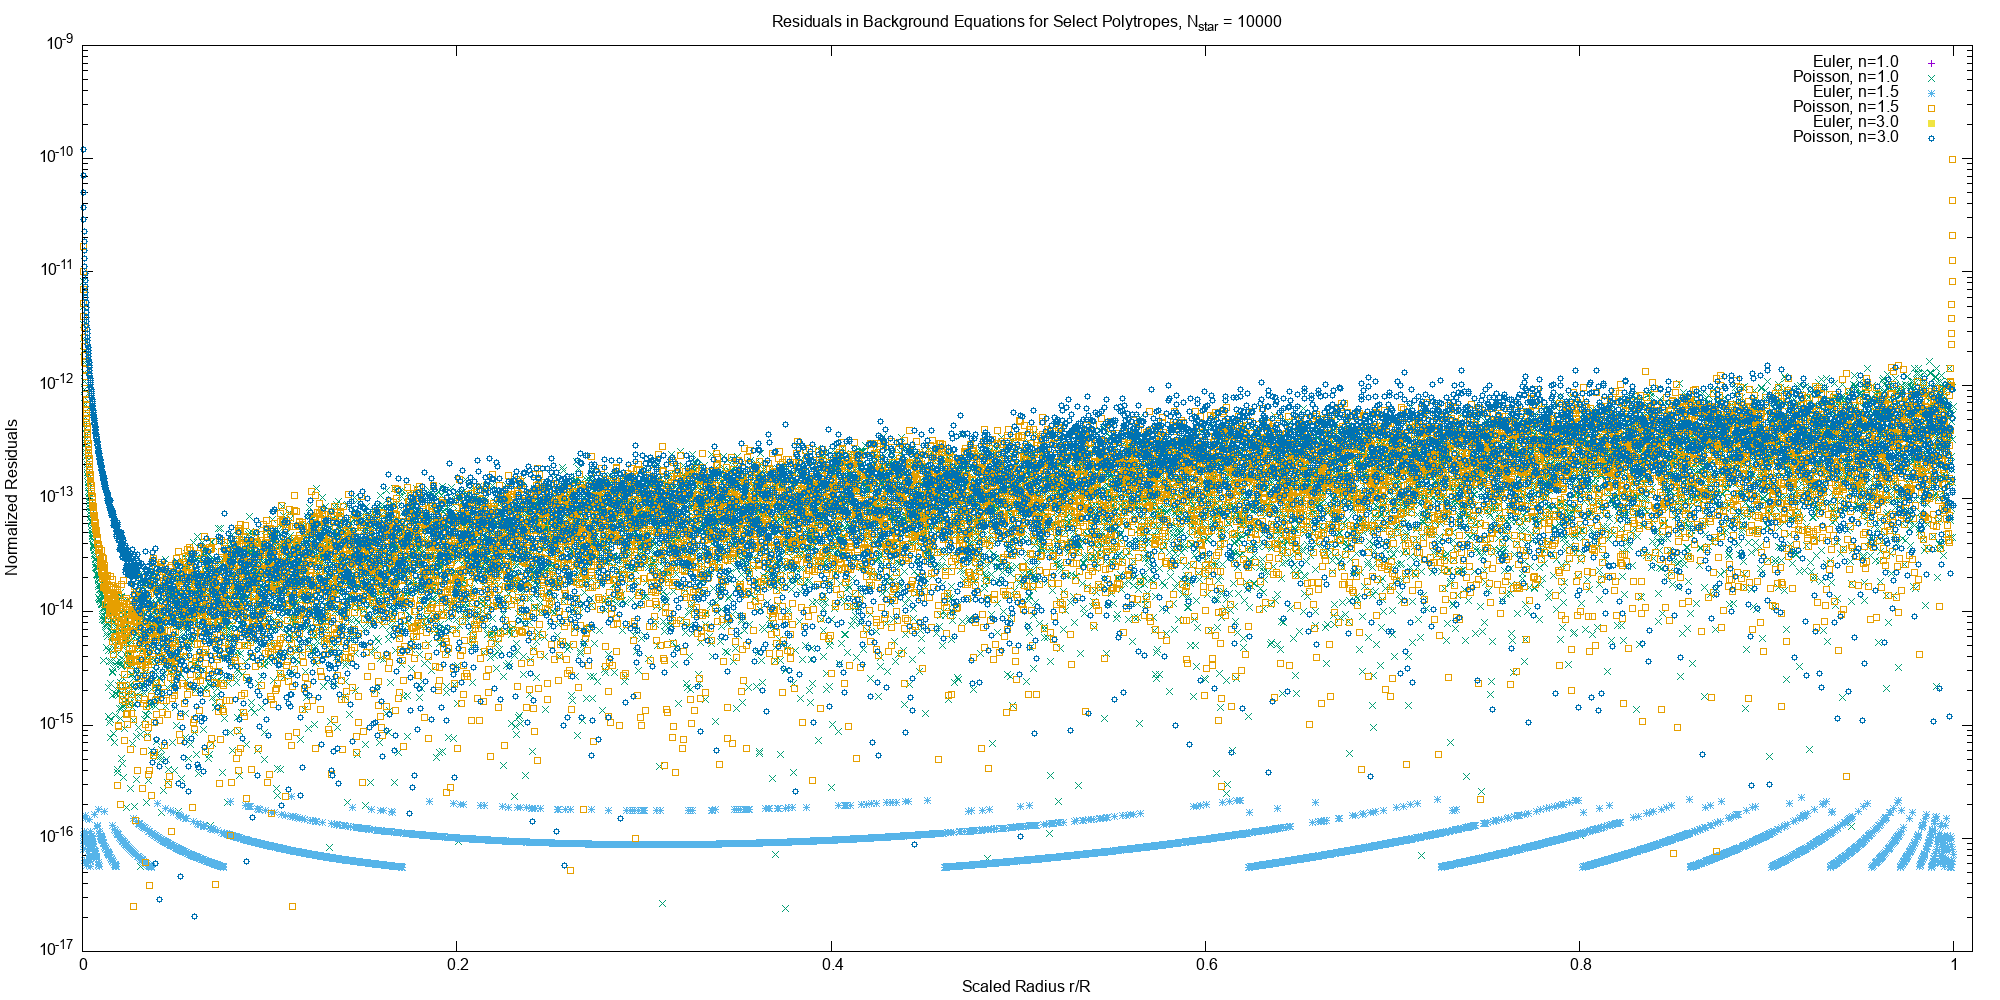 Residuals in Background Equations for Select Polytropes, Nstar = 10000
10-9
10-10
10-11
10-12
10-13
10-14
10-15
10-16
10-17
Normalized Residuals
Euler, n=1.0
Poisson, n=1.0
Euler, n=1.5
Poisson, n=1.5
Euler, n=3.0
Poisson, n=3.0
0 0.2 0.4 0.6 0.8 1
Scaled Radius r/R